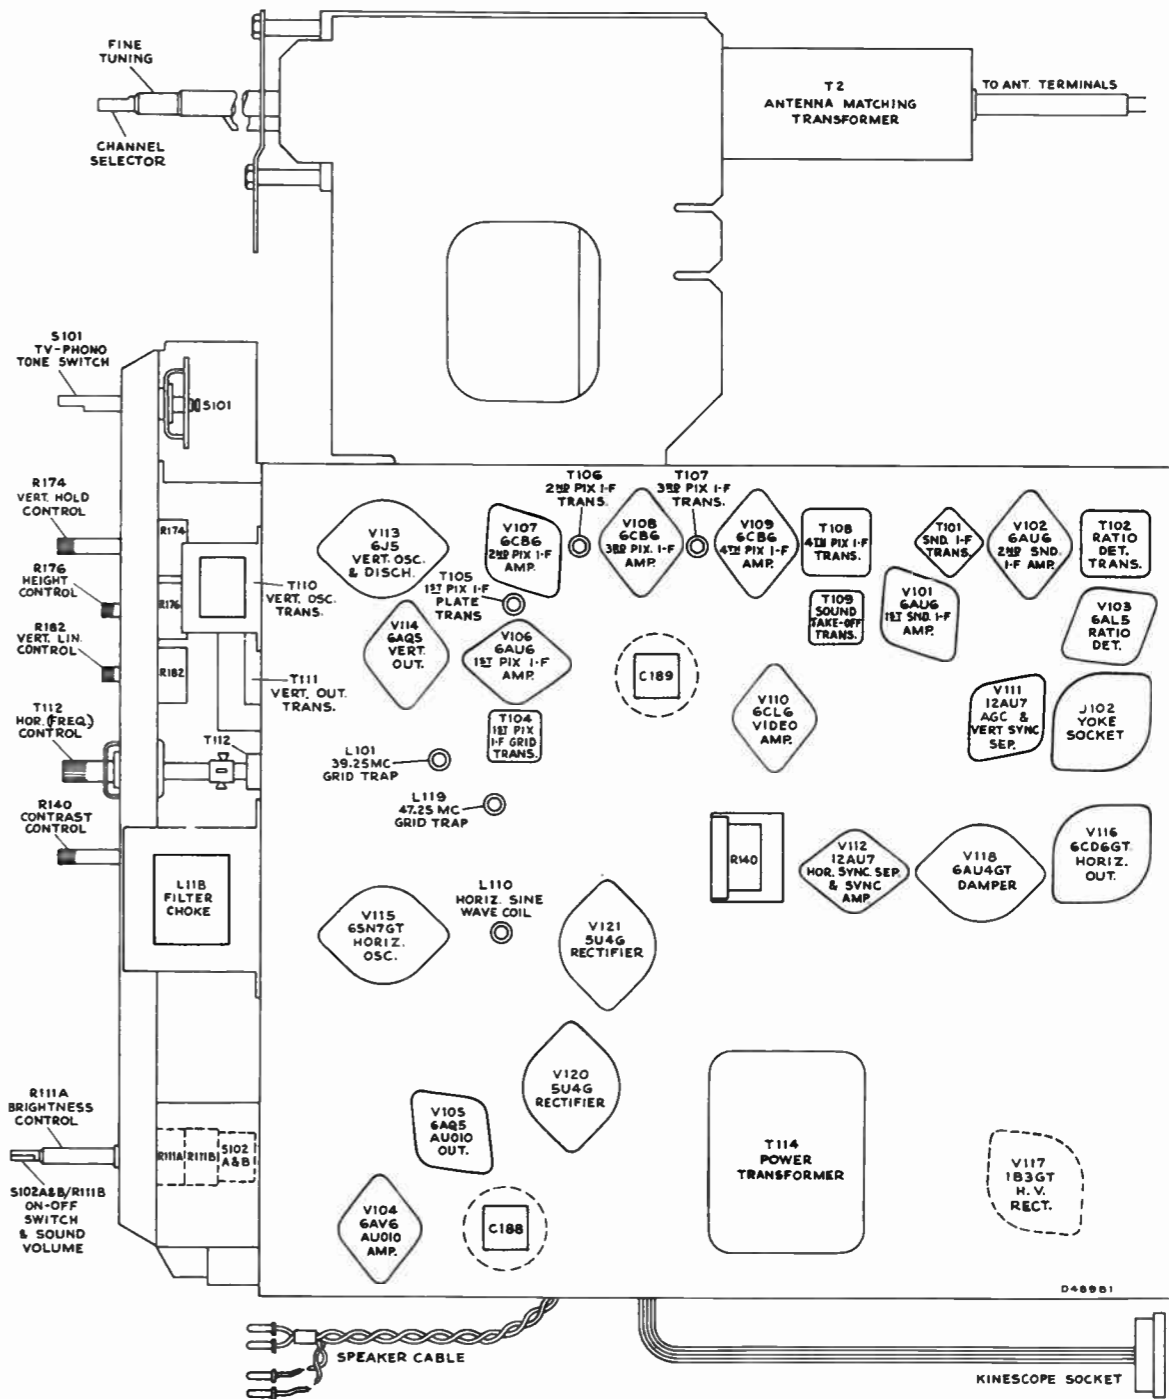 FINE
TUNING
CHANNEL
SELECTOR
T2
ANTENNA MATCHING
TRANSFORMER
TO ANT. TERMINALS
S101
TV-PHONO
TONE SWITCH
S101
R174
VERT. HOLD
CONTROL
R174
R176
HEIGHT
CONTROL
R176
R182
VERT. LIN.
CONTROL
R182
T110
VERT. OSC.
TRANS.
T111
VERT. OUT.
TRANS.
T112
HOR. (FREQ.)
CONTROL
T112
R140
CONTRAST
CONTROL
L118
FILTER
CHOKE
R111A
BRIGHTNESS
CONTROL
R111A
R111B
S102
A&B
S102A&B/R111B
ON-OFF
SWITCH
& SOUND
VOLUME
V113
6J5
VERT. OSC.
& DISCH.
V107
6CB6
2ND PIX I-F
AMP.
T106
2ND PIX I-F
TRANS.
V108
6CB6
3RD PIX. I-F
AMP.
T107
3RD PIX I-F
TRANS.
V109
6CB6
4TH PIX I-F
AMP.
T108
4TH PIX I-F
TRANS.
T101
SND. I-F
TRANS.
V102
6AU6
2ND SND.
I-F AMP.
T102
RATIO
DET.
TRANS.
T105
1ST PIX I-F
PLATE
TRANS
V114
6AQ5
VERT.
OUT.
V106
6AU6
1ST PIX I-F
AMP.
T109
SOUND
TAKE-OFF
TRANS.
V101
6AU6
1ST SND. I-F
AMP.
V103
6AL5
RATIO
DET.
C189
T104
1ST PIX
I-F GRID
TRANS.
V110
6CL6
VIDEO
AMP.
V111
12AU7
AGC &
VERT SYNC
SEP.
J102
YOKE
SOCKET
L101
39.25MC
GRID TRAP
L119
47.25 MC
GRID TRAP
R140
V112
12AU7
HOR. SYNC. SEP.
& SYNC
AMP.
V118
6AU4GT
DAMPER
V116
6CD6GT.
HORIZ.
OUT.
L110
HORIZ. SINE
WAVE COIL
V115
6SN7GT
HORIZ.
OSC.
V121
5U4G
RECTIFIER
V120
5U4G
RECTIFIER
V105
6AQ5
AUDIO
OUT.
T114
POWER
TRANSFORMER
V117
1B3GT
H. V.
RECT.
V104
6AV6
AUDIO
AMP.
C188
D489B1
SPEAKER CABLE
KINESCOPE SOCKET